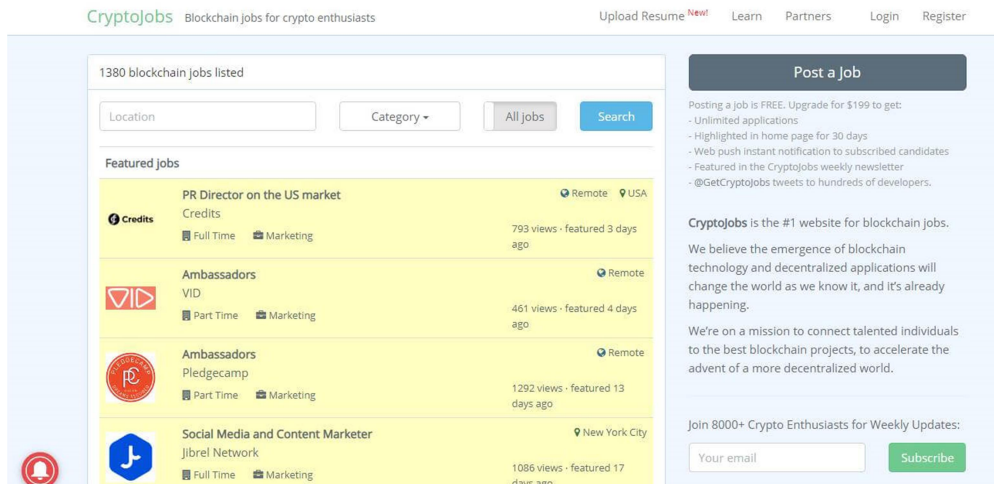 CryptoJobs Blockchain jobs for crypto enthusiasts
Upload Resume New! Learn Partners Login Register
1380 blockchain jobs listed
Location
Category
All jobs
Search
Featured jobs
Credits
PR Director on the US market
Credits
Full Time Marketing
Remote USA
793 views · featured 3 days
ago
VID
Ambassadors
VID
Part Time Marketing
Remote
461 views · featured 4 days
ago
PLEDGECAMP
PC
Ambassadors
Pledgecamp
Part Time Marketing
Remote
1292 views · featured 13
days ago
Social Media and Content Marketer
Jibrel Network
Full Time Marketing
New York City
1086 views · featured 17
days ago
Post a Job
Posting a job is FREE. Upgrade for $199 to get:
- Unlimited applications
- Highlighted in home page for 30 days
- Web push instant notification to subscribed candidates
- Featured in the CryptoJobs weekly newsletter
- @GetCryptoJobs tweets to hundreds of developers.
CryptoJobs is the #1 website for blockchain jobs.
We believe the emergence of blockchain
technology and decentralized applications will
change the world as we know it, and it's already
happening.
We're on a mission to connect talented individuals
to the best blockchain projects, to accelerate the
advent of a more decentralized world.
Join 8000+ Crypto Enthusiasts for Weekly Updates:
Your email
Subscribe